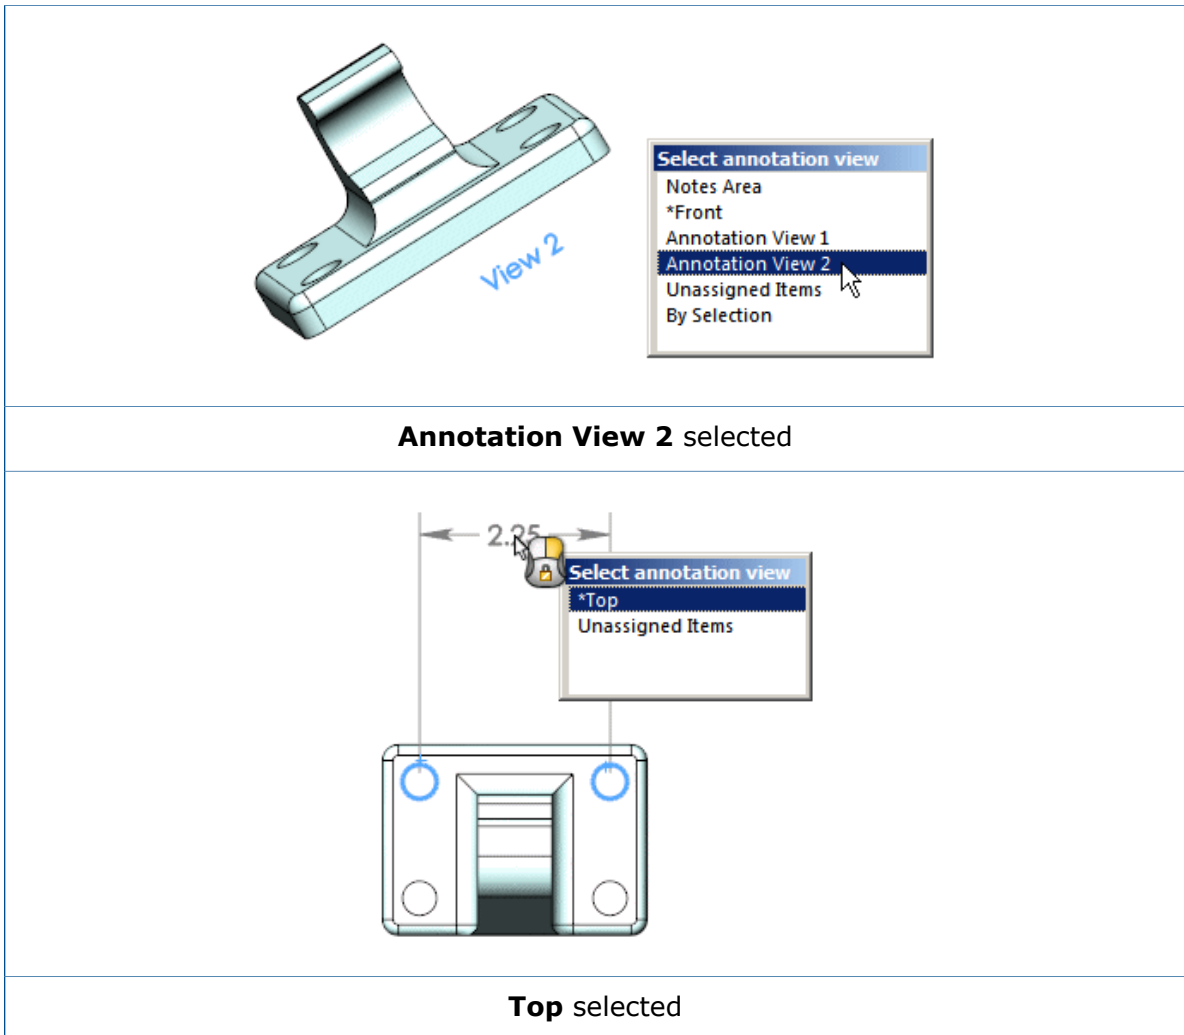 Select annotation view
Notes Area
*Front
Annotation View 1
Annotation View 2
Unassigned Items
By Selection
View 2
Annotation View 2 selected
2.25
Select annotation view
*Top
Unassigned Items
Top selected